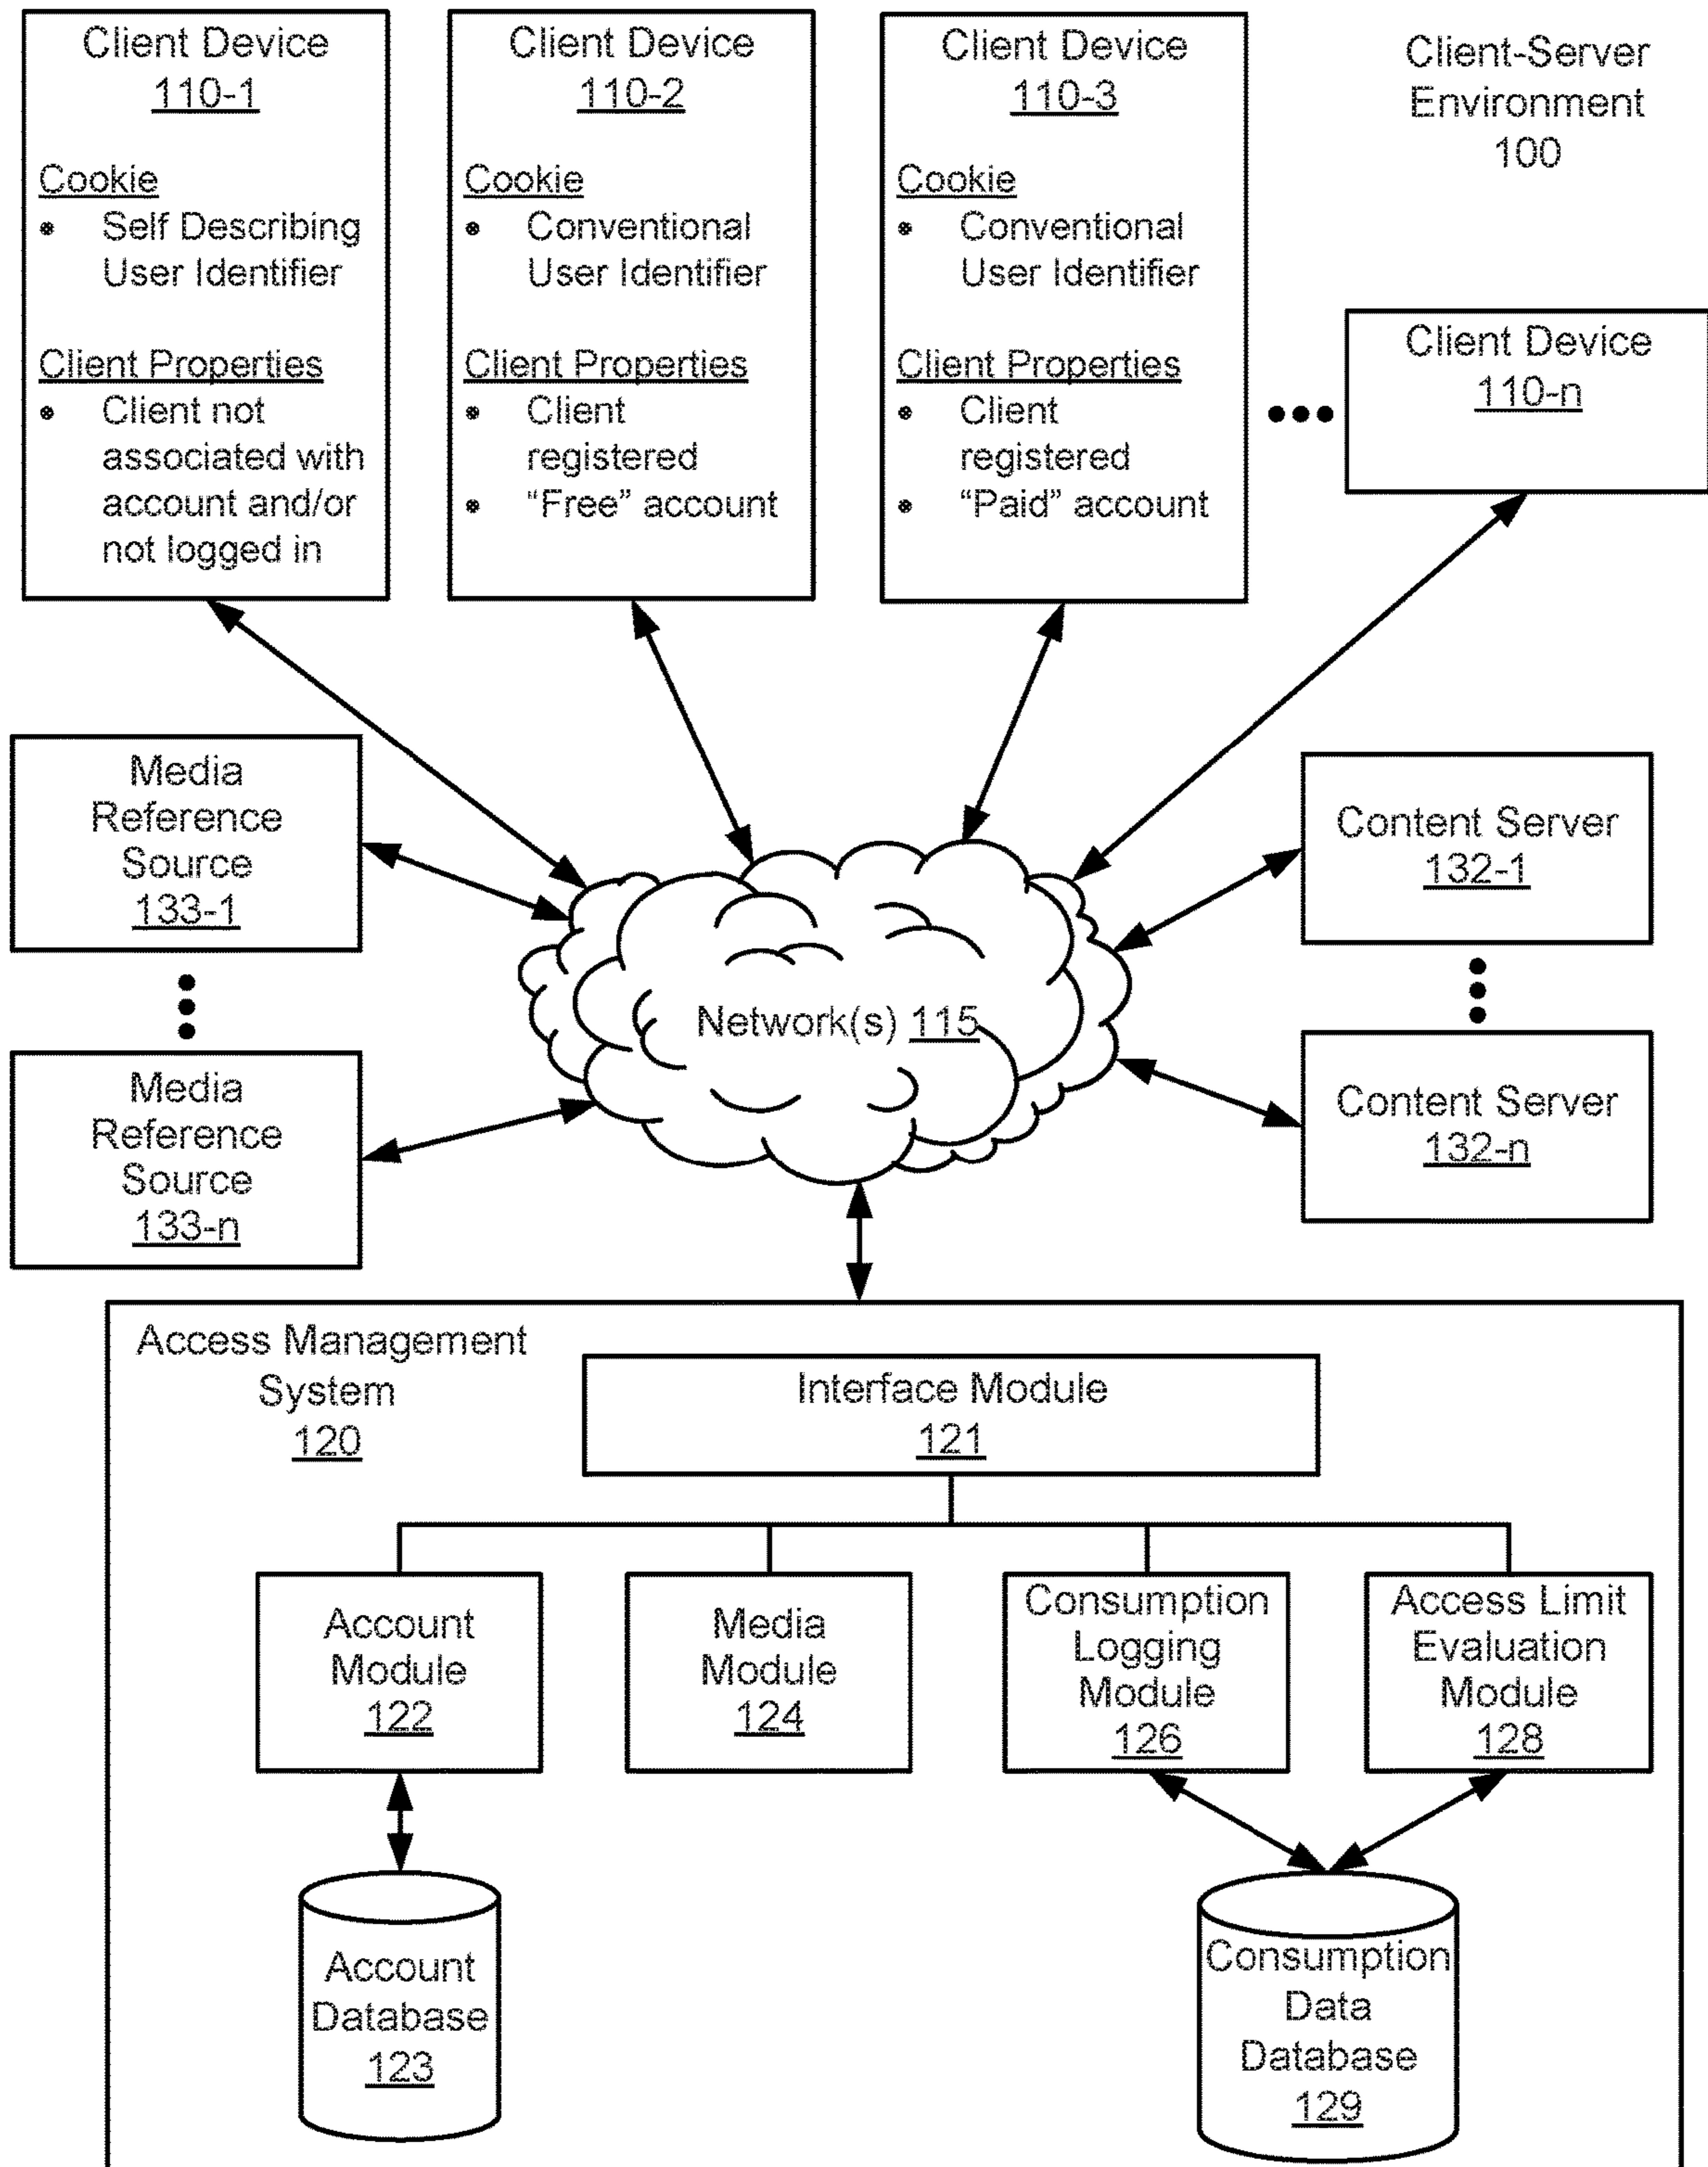 Client Device
110-1
Cookie
• Self Describing
User Identifier
Client Properties
• Client not
associated with
account and/or
not logged in
Client Device
110-2
Cookie
• Conventional
User Identifier
Client Properties
• Client
registered
• “Free” account
Client Device
110-3
Cookie
• Conventional
User Identifier
Client Properties
• Client
registered
• “Paid” account
Client-Server
Environment
100
Client Device
110-n
Media
Reference
Source
133-1
Media
Reference
Source
133-n
Network(s) 115
Content Server
132-1
Content Server
132-n
Access Management
System
120
Interface Module
121
Account
Module
122
Media
Module
124
Consumption
Logging
Module
126
Access Limit
Evaluation
Module
128
Account
Database
123
Consumption
Data
Database
129